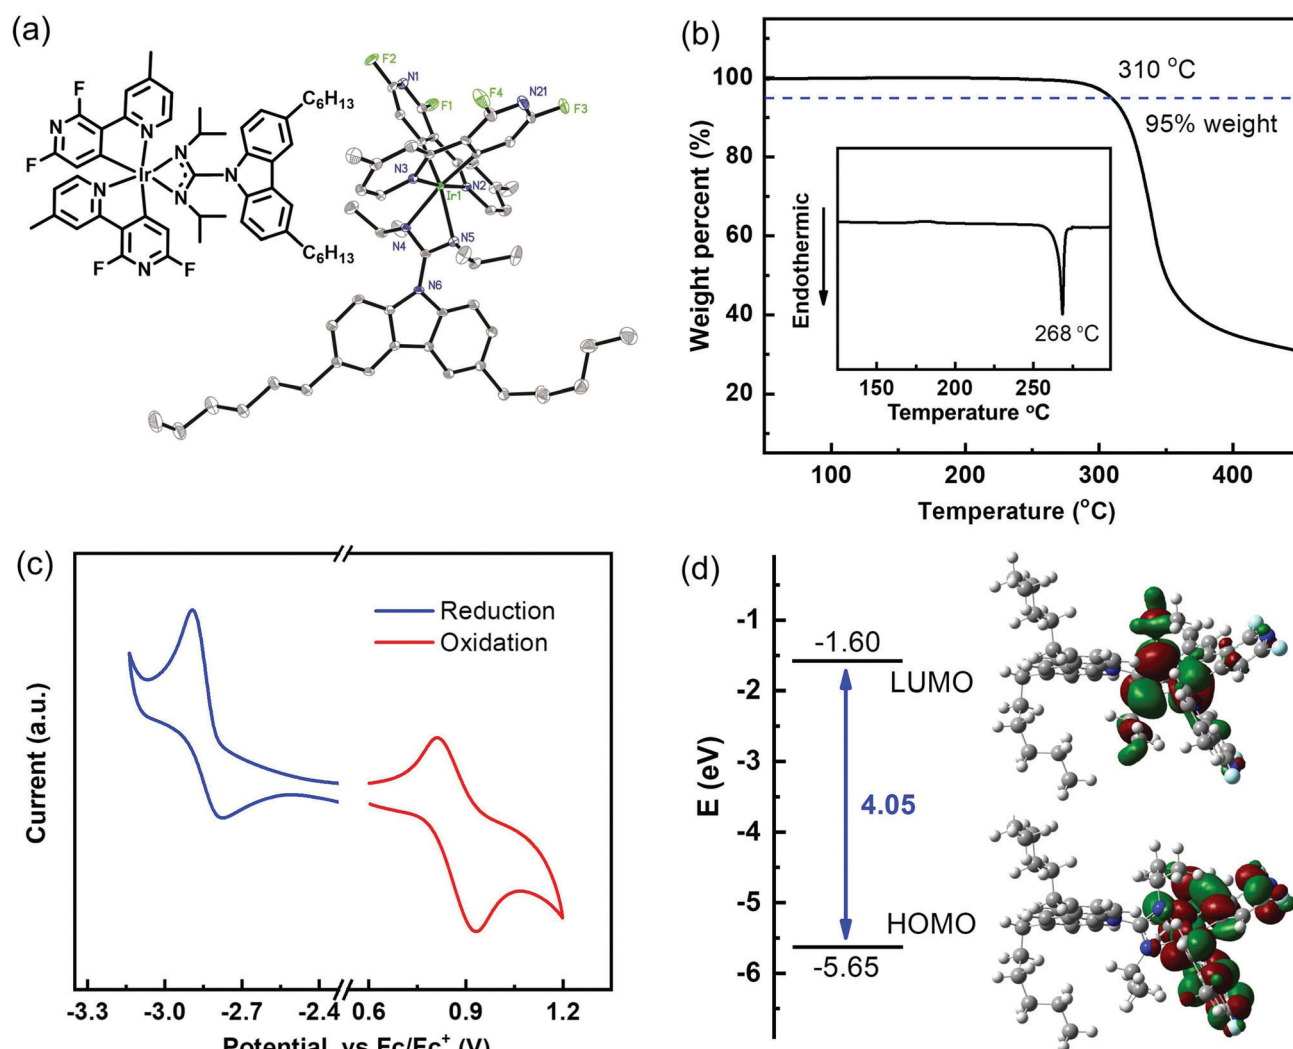 (a)
C6H13
F
N
N
F
Ir
N
N
N
N
N
F
N
F
C6H13
F2
N1
F1
F4
N21
F3
N3
N2
Ir1
N4
N5
N6
(b)
310 °C
95% weight
Weight percent (%)
100
80
60
40
20
Endothermic
268 °C
150
200
250
Temperature °C
100
200
300
400
Temperature (°C)
(c)
Reduction
Oxidation
Current (a.u.)
-3.3
-3.0
-2.7
-2.4
0.6
0.9
1.2
Potential vs Fc/Fc+ (V)
(d)
E (eV)
-1
-2
-3
-4
-5
-6
-1.60
LUMO
4.05
HOMO
-5.65